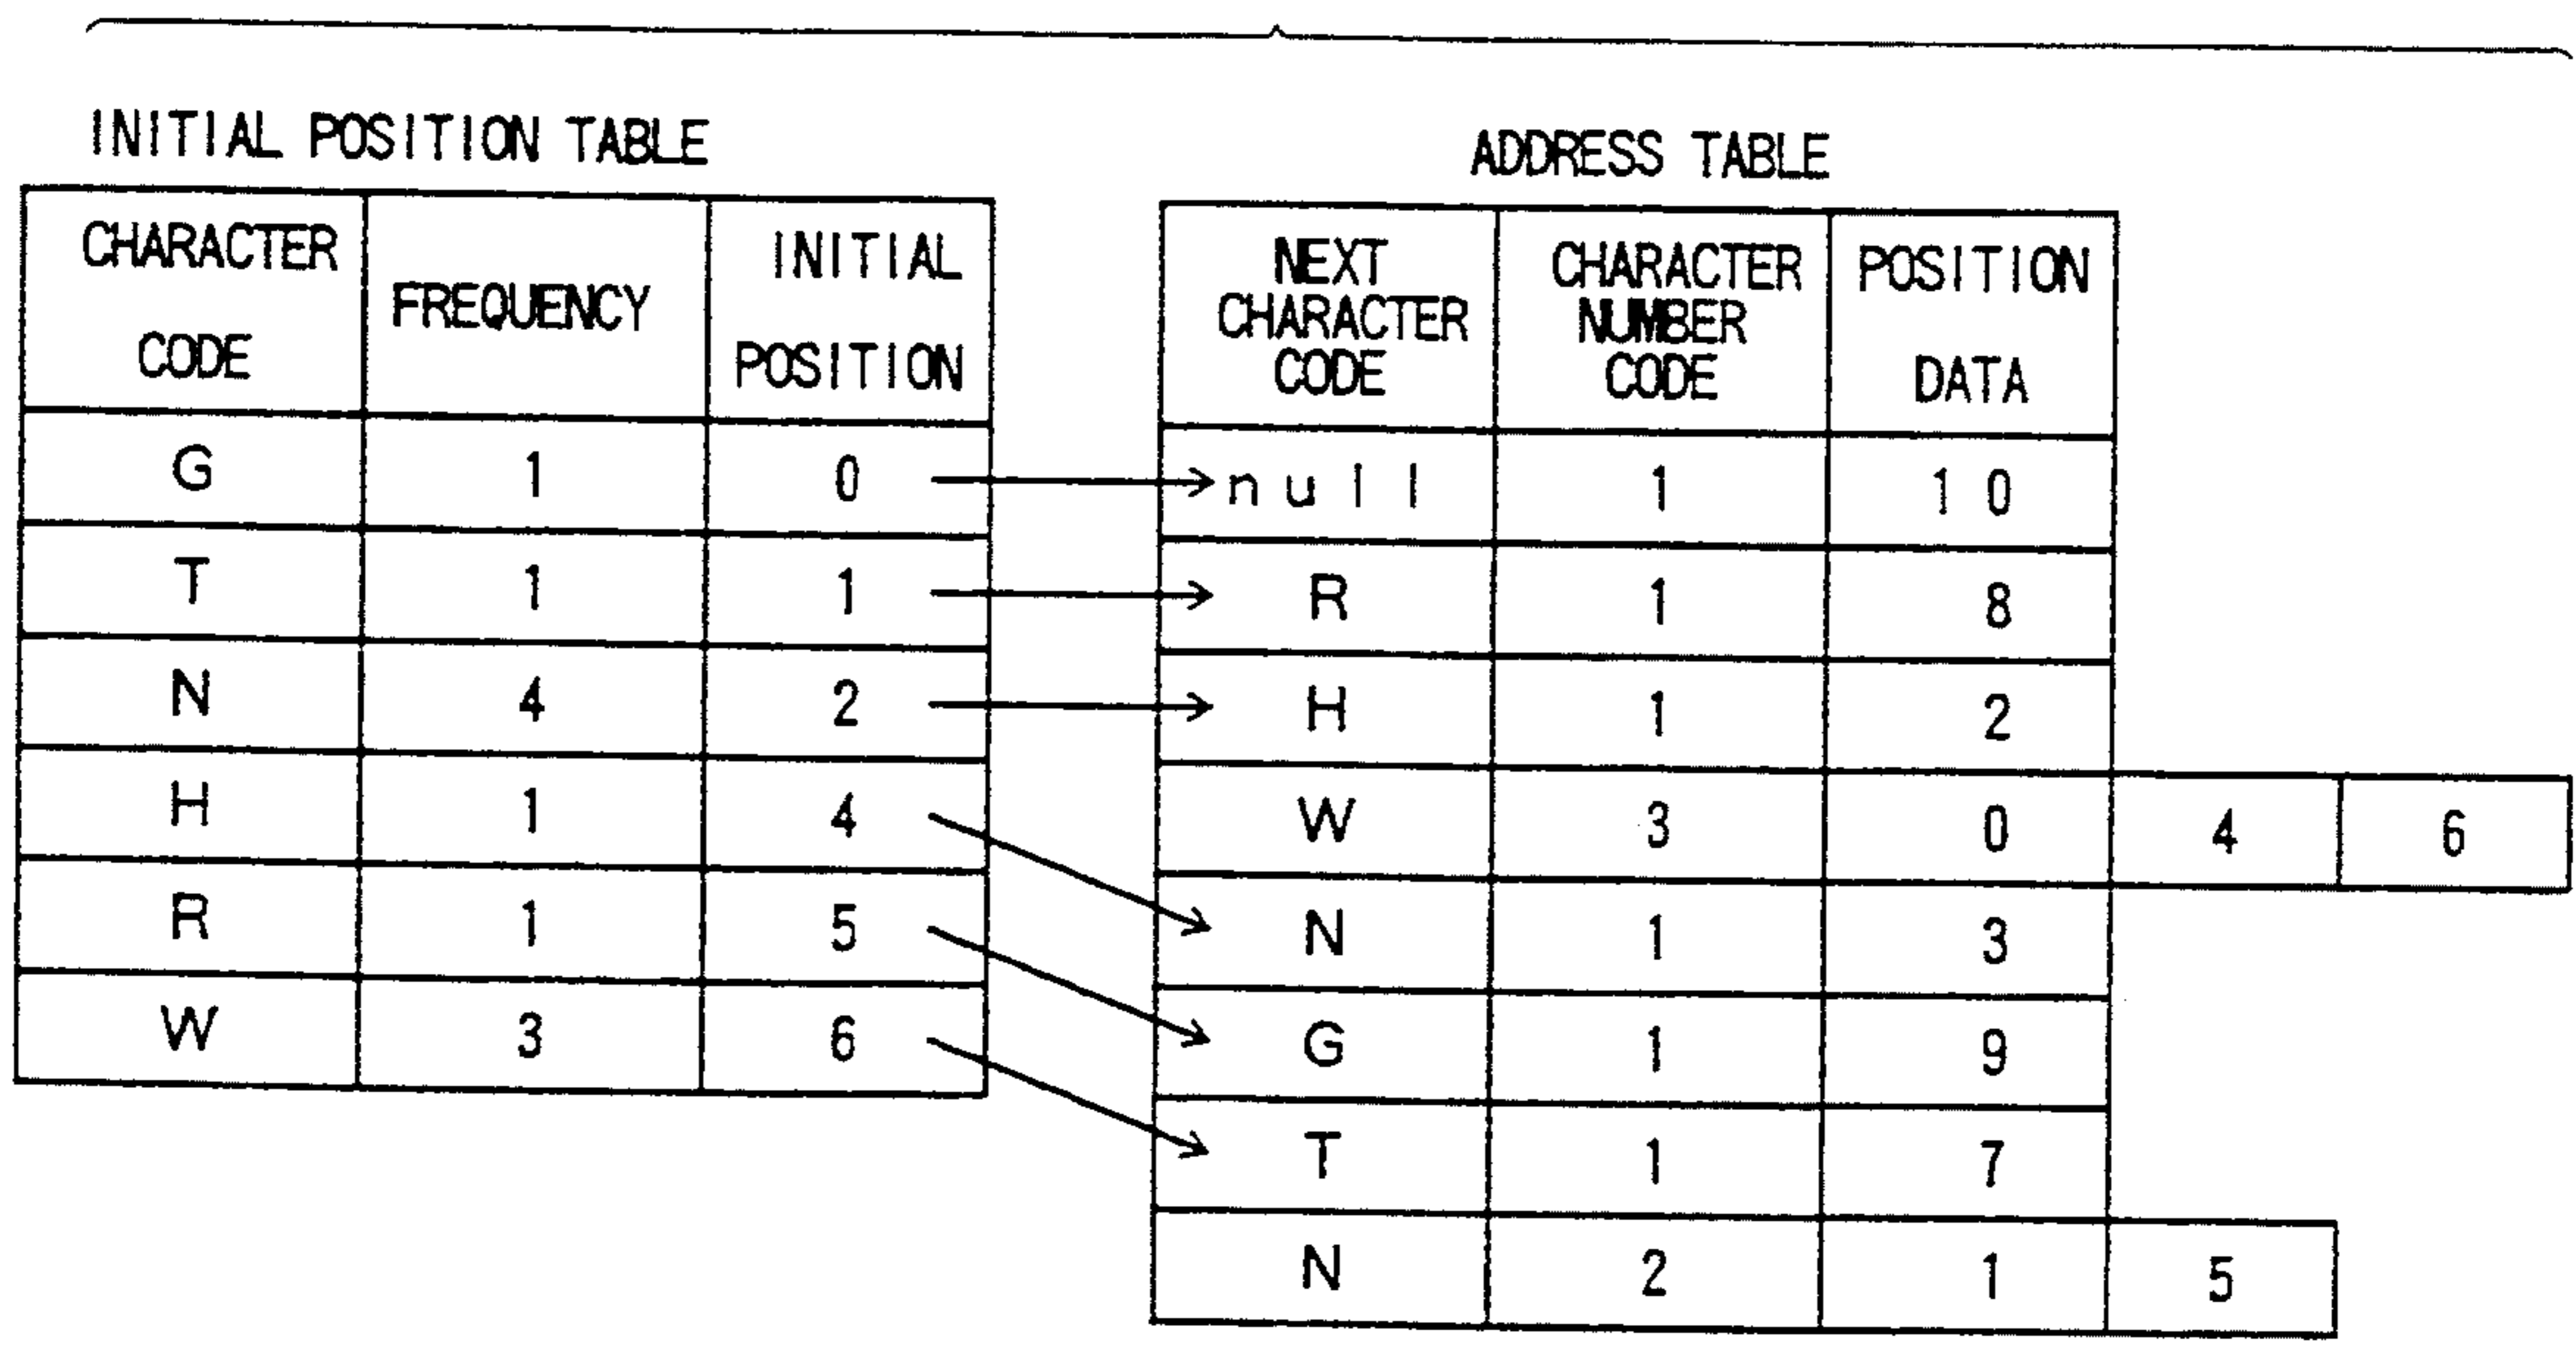 INITIAL POSITION TABLE
CHARACTER CODE FREQUENCY INITIAL POSITION
G 1 0
T 1 1
N 4 2
H 1 4
R 1 5
W 3 6
ADDRESS TABLE
NEXT CHARACTER CODE CHARACTER NUMBER CODE POSITION DATA
null 1 10
R 1 8
H 1 2
W 3 0 4 6
N 1 3
G 1 9
T 1 7
N 2 1 5